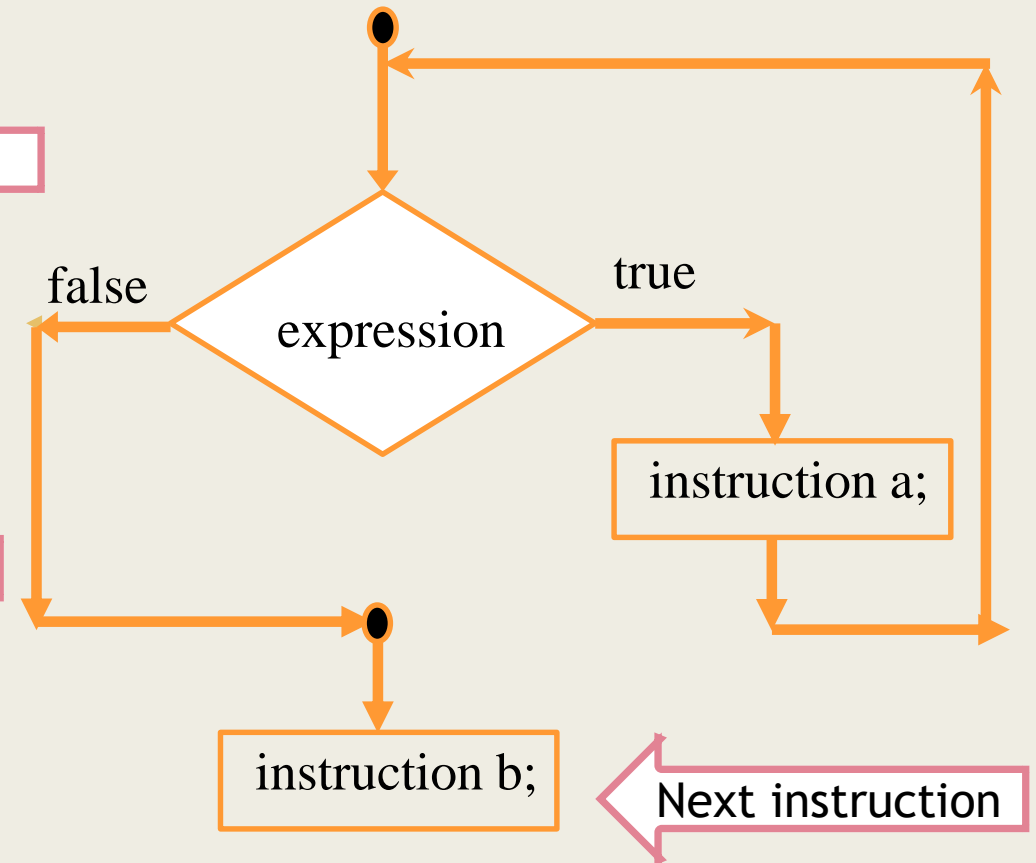 true
false
expression
instruction a;
instruction b;
Next instruction